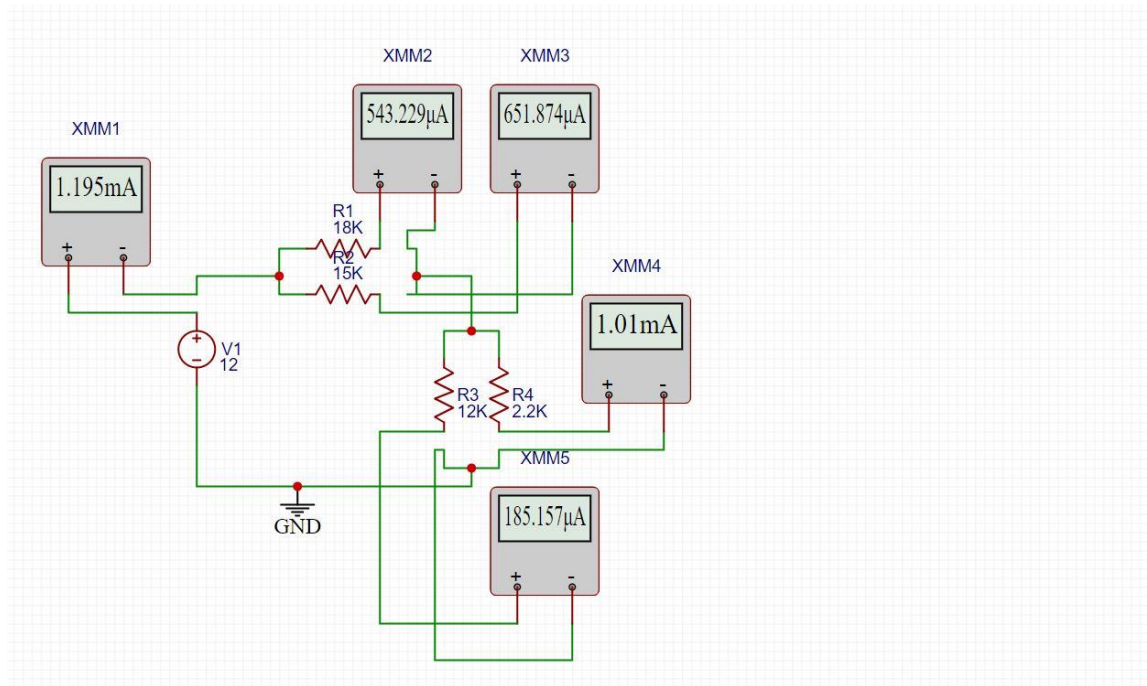 XMM2
XMM3
543.229µA
651.874µA
+ -
+ -
XMM1
1.195mA
+ -
R1
18K
R2
15K
XMM4
1.01mA
+ -
+
-
V1
12
R3
12K
R4
2.2K
XMM5
185.157µA
+ -
GND